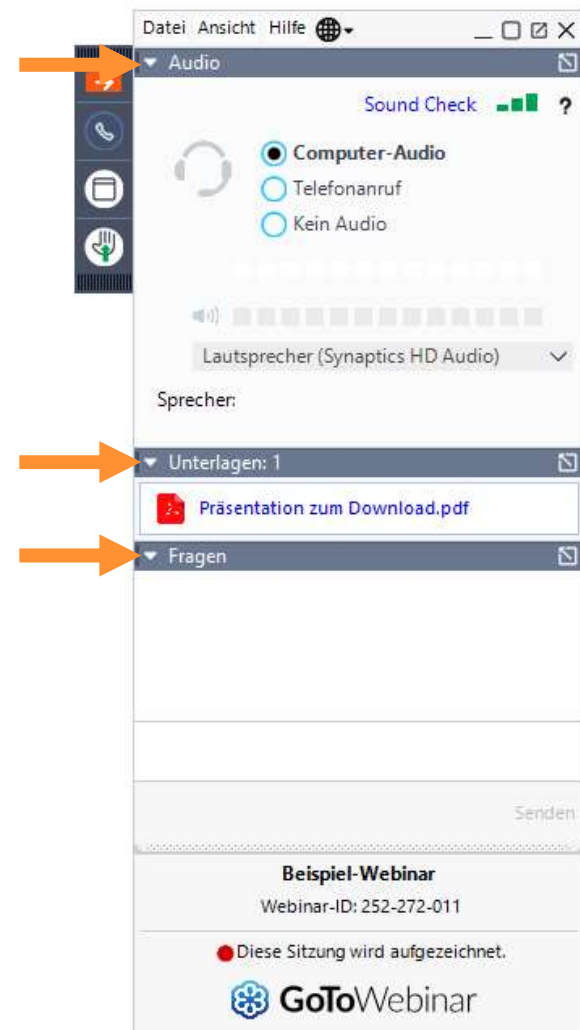 Datei Ansicht Hilfe
Audio
Sound Check ?
Computer-Audio
Telefonanruf
Kein Audio
Lautsprecher (Synaptics HD Audio)
Sprecher:
Unterlagen: 1
Präsentation zum Download.pdf
Fragen
Senden
Beispiel-Webinar
Webinar-ID: 252-272-011
Diese Sitzung wird aufgezeichnet.
GoToWebinar